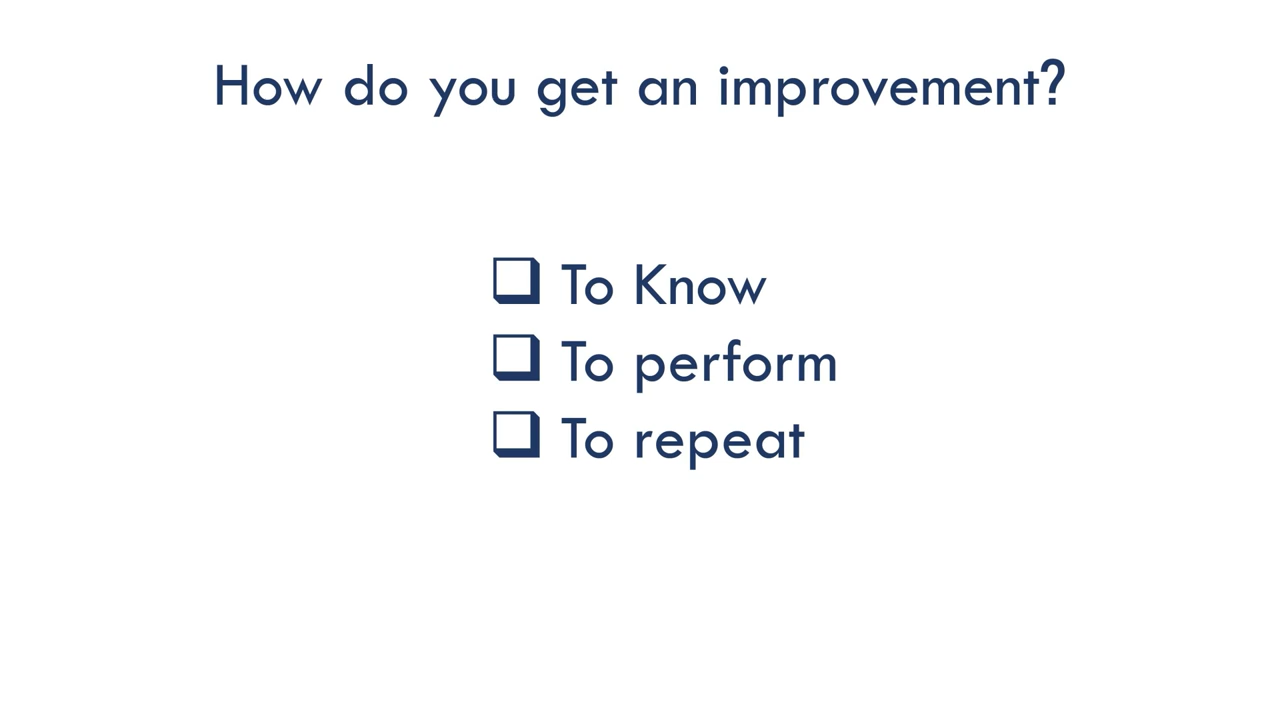 How do you get an improvement?
❑ To Know
❑ To perform
❑ To repeat